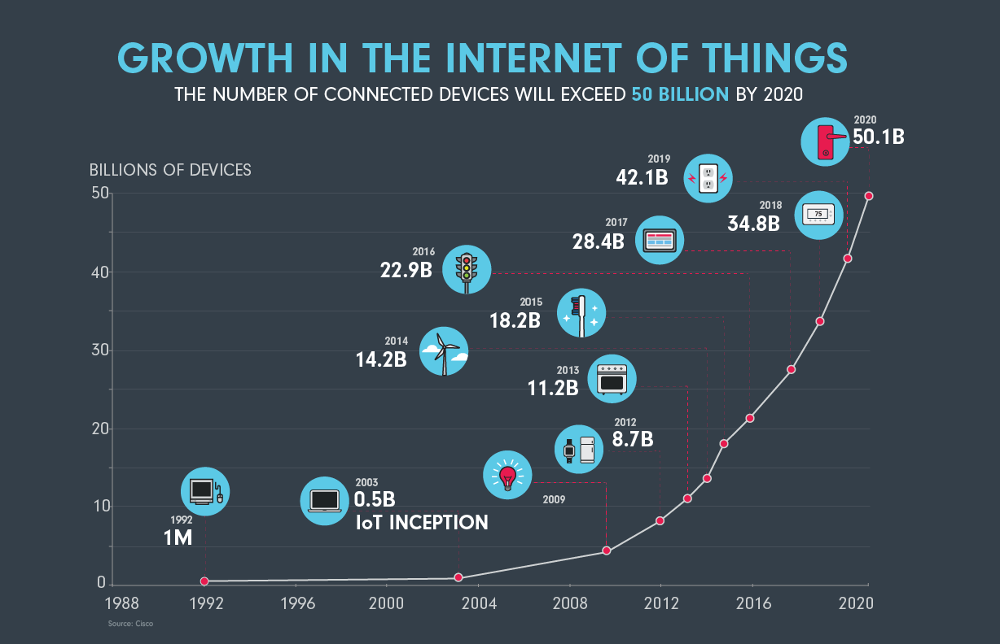 GROWTH IN THE INTERNET OF THINGS
THE NUMBER OF CONNECTED DEVICES WILL EXCEED 50 BILLION BY 2020
BILLIONS OF DEVICES
2020
50.1B
2019
42.1B
2018
34.8B
75
2017
28.4B
2016
22.9B
2015
18.2B
2014
14.2B
2013
11.2B
2012
8.7B
2009
2003
0.5B
IoT INCEPTION
1992
1M
50
40
30
20
10
0
1988 1992 1996 2000 2004 2008 2012 2016 2020
Source: Cisco